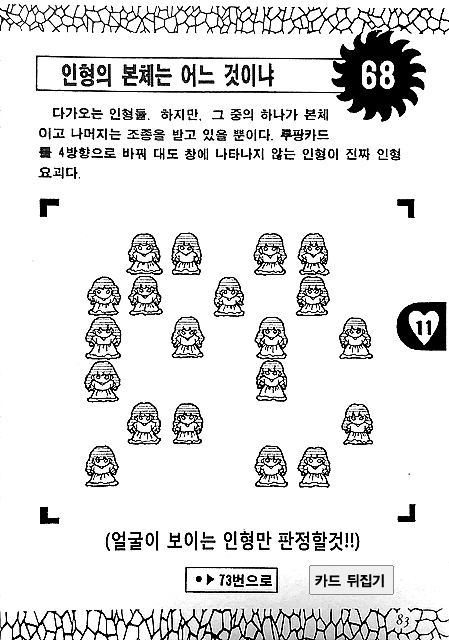 인형의 본체는 어느 것이냐
68
다가오는 인형들. 하지만, 그 중의 하나가 본체
이고 나머지는 조종을 받고 있을 뿐이다. 루팡카드
를 4방향으로 바꿔 대도 창에 나타나지 않는 인형이 진짜 인형
요괴다.
11
(얼굴이 보이는 인형만 판정할것!!)
●▶73번으로
카드 뒤집기
83